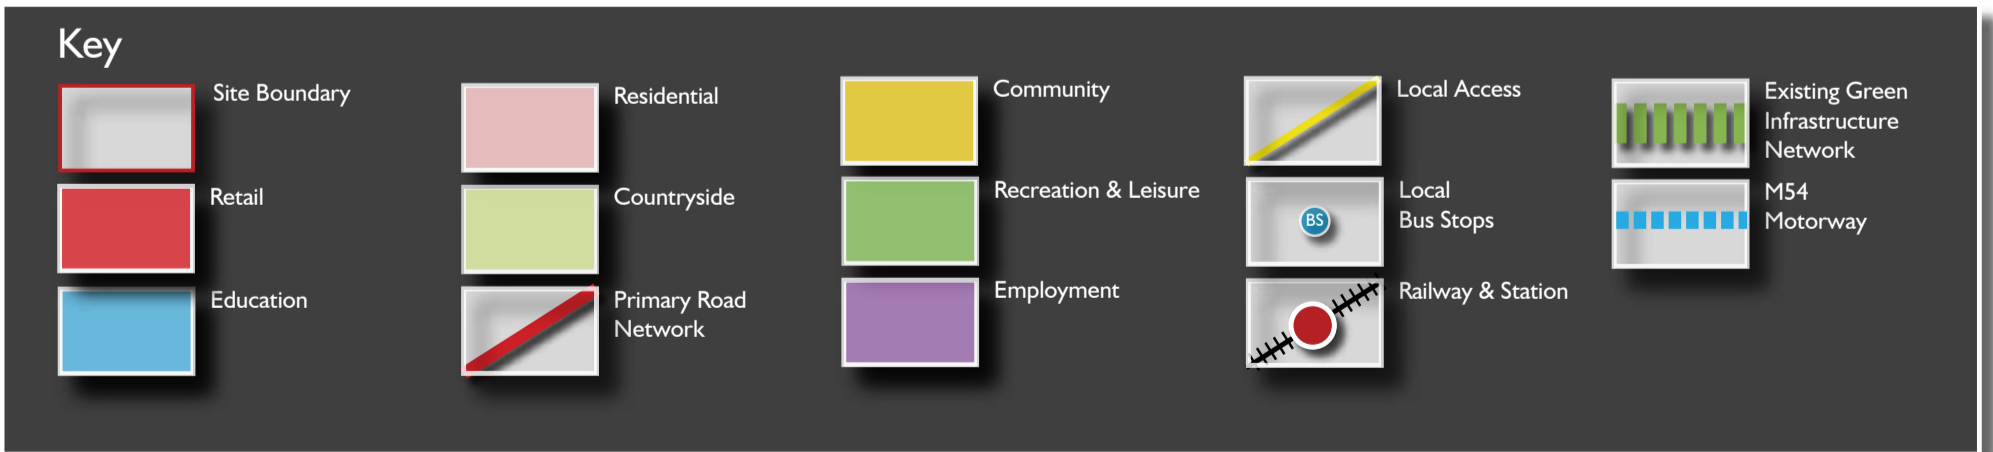 Key
Site Boundary
Retail
Education
Residential
Countryside
Primary Road
Network
Community
Recreation & Leisure
Employment
Local Access
Local
Bus Stops
BS
Railway & Station
Existing Green
Infrastructure
Network
M54
Motorway